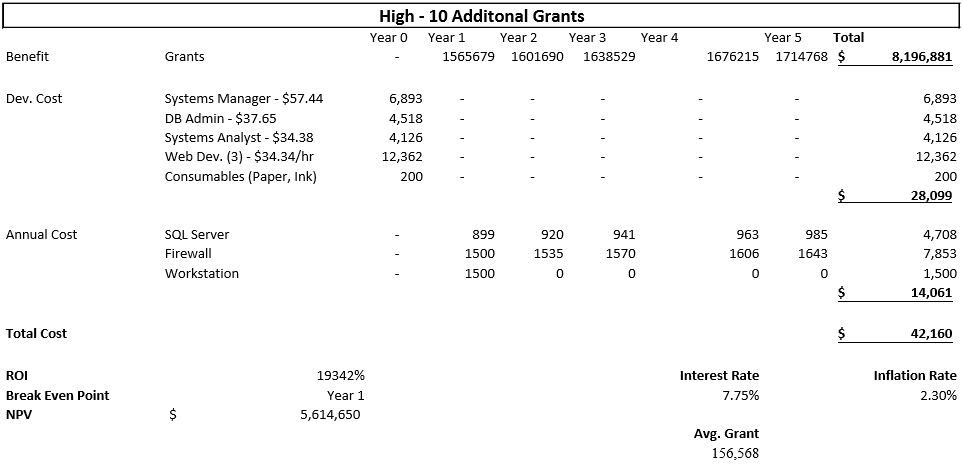 High - 10 Additonal Grants
Year 0 Year 1 Year 2 Year 3 Year 4 Year 5 Total
Benefit Grants - 1565679 1601690 1638529 1676215 1714768 $ 8,196,881
Dev. Cost Systems Manager - $57.44 6,893 - - - - - 6,893
DB Admin - $37.65 4,518 - - - - - 4,518
Systems Analyst - $34.38 4,126 - - - - - 4,126
Web Dev. (3) - $34.34/hr 12,362 - - - - - 12,362
Consumables (Paper, Ink) 200 - - - - - 200
$ 28,099
Annual Cost SQL Server - 899 920 941 963 985 4,708
Firewall - 1500 1535 1570 1606 1643 7,853
Workstation - 1500 0 0 0 0 1,500
$ 14,061
Total Cost $ 42,160
ROI 19342% Interest Rate Inflation Rate
Break Even Point Year 1 7.75% 2.30%
NPV $ 5,614,650
Avg. Grant
156,568